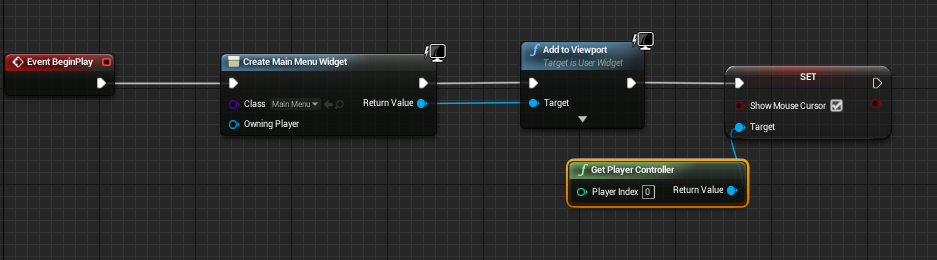 Event BeginPlay
Create Main Menu Widget
Class Main Menu
Return Value
Owning Player
f Add to Viewport
Target is User Widget
Target
SET
Show Mouse Cursor
Target
f Get Player Controller
Player Index 0
Return Value